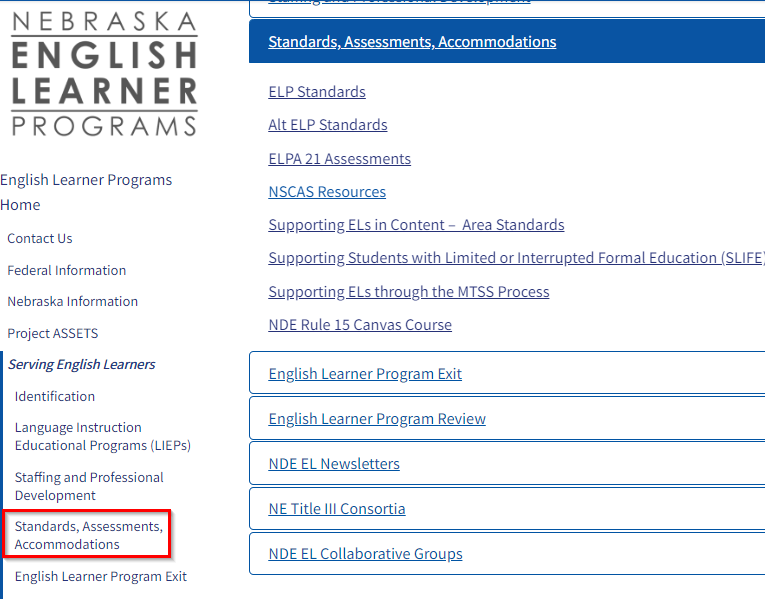 NEBRASKA
ENGLISH
LEARNER
PROGRAMS
English Learner Programs
Home
Contact Us
Federal Information
Nebraska Information
Project ASSETS
Serving English Learners
Identification
Language Instruction
Educational Programs (LIEPs)
Staffing and Professional
Development
Standards, Assessments,
Accommodations
English Learner Program Exit
Staffing and Professional Development
Standards, Assessments, Accommodations
ELP Standards
Alt ELP Standards
ELPA 21 Assessments
NSCAS Resources
Supporting ELs in Content – Area Standards
Supporting Students with Limited or Interrupted Formal Education (SLIFE)
Supporting ELs through the MTSS Process
NDE Rule 15 Canvas Course
English Learner Program Exit
English Learner Program Review
NDE EL Newsletters
NE Title III Consortia
NDE EL Collaborative Groups